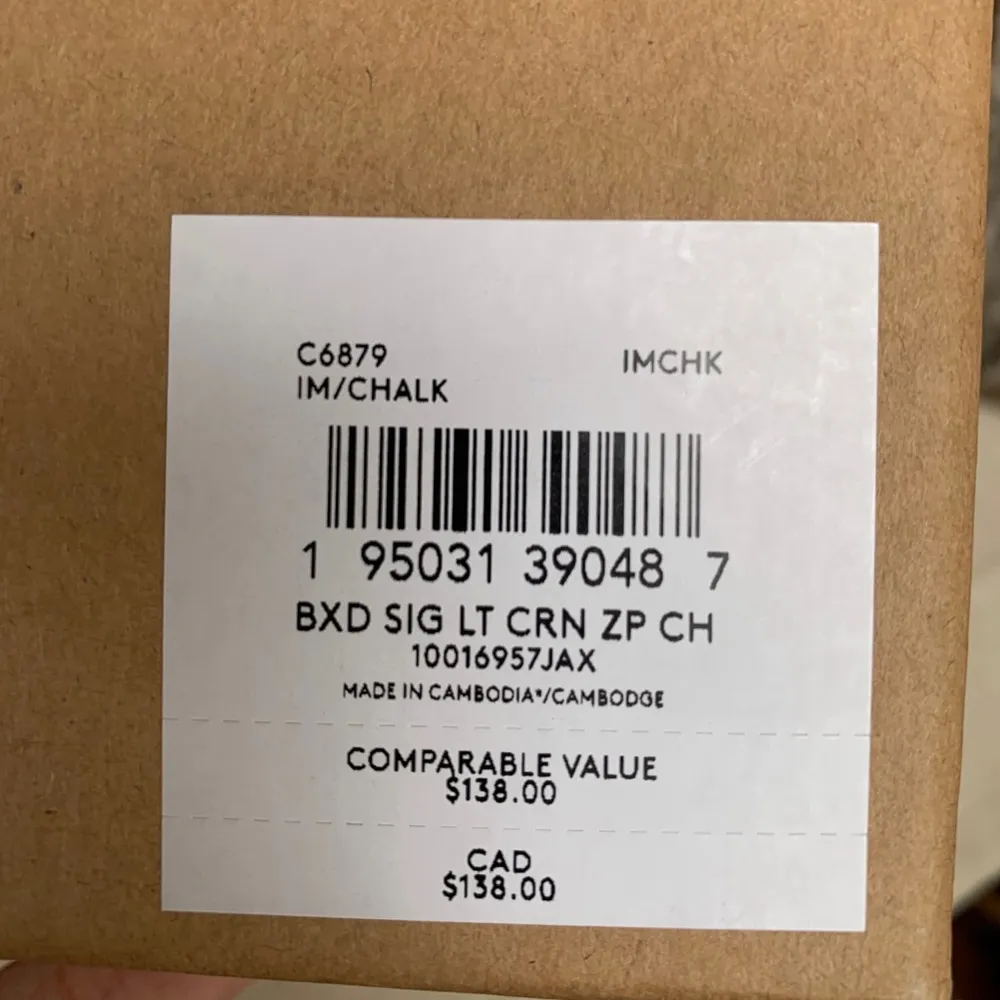 C6879 IMCHK
IM/CHALK
1 95031 39048 7
BXD SIG LT CRN ZP CH
10016957JAX
MADE IN CAMBODIA*/CAMBODGE
COMPARABLE VALUE
$138.00
CAD
$138.00